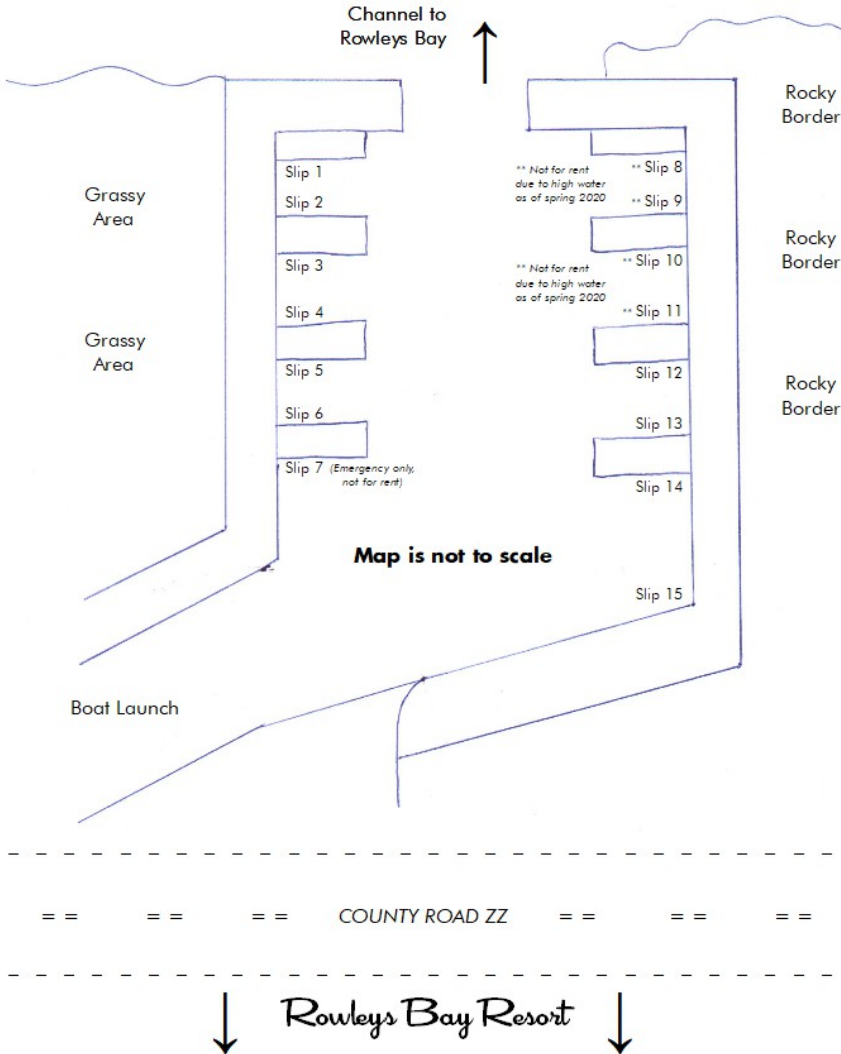 Channel to
Rowleys Bay
Rocky
Border
Slip 1
** Not for rent
due to high water
as of spring 2020
** Slip 8
Grassy
Area
Slip 2
** Slip 9
Rocky
Border
Slip 3
** Not for rent
due to high water
as of spring 2020
** Slip 10
Slip 4
** Slip 11
Grassy
Area
Slip 5
Slip 12
Rocky
Border
Slip 6
Slip 13
Slip 7 (Emergency only,
not for rent)
Slip 14
Map is not to scale
Slip 15
Boat Launch
COUNTY ROAD ZZ
Rowleys Bay Resort